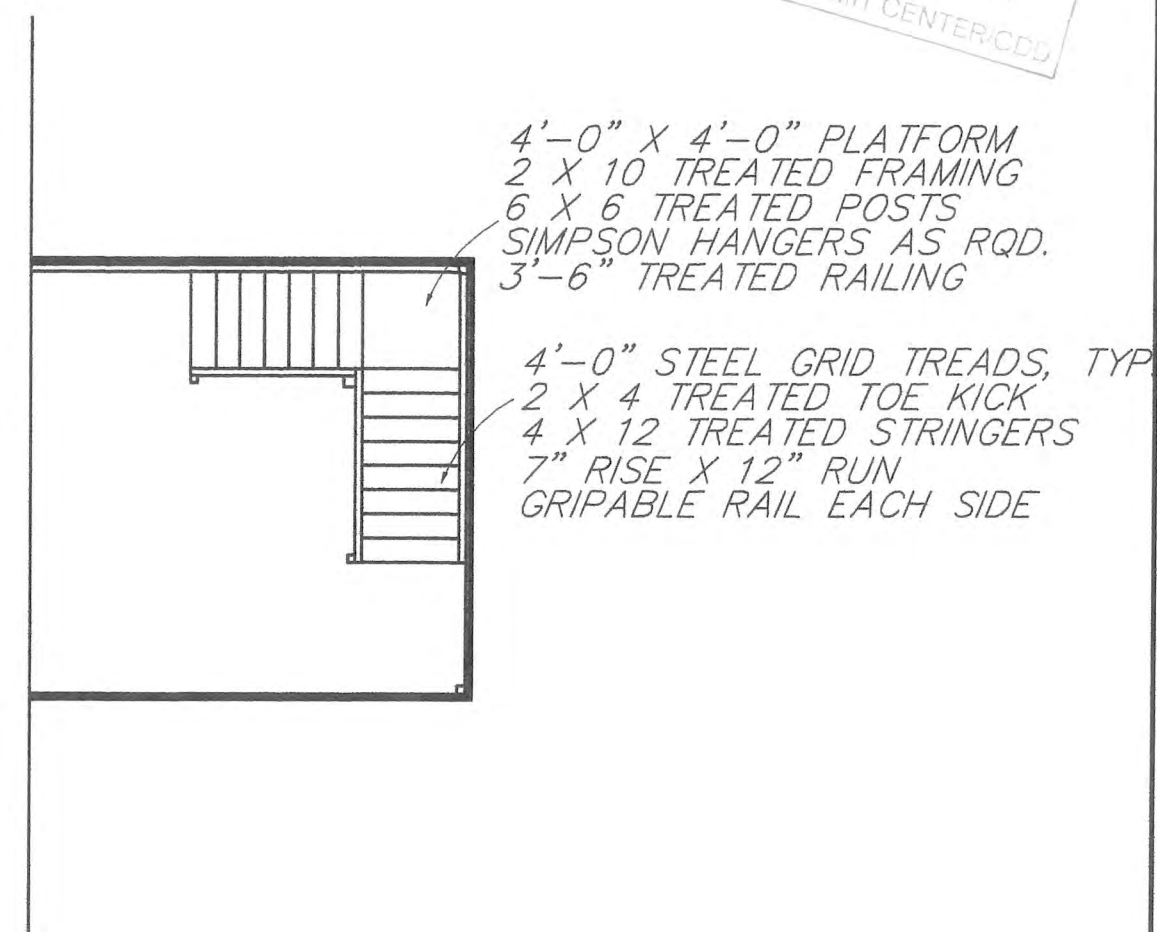 CENTER/CDD
4'-0" X 4'-0" PLATFORM
2 X 10 TREATED FRAMING
6 X 6 TREATED POSTS
SIMPSON HANGERS AS RQD.
3'-6" TREATED RAILING
4'-0" STEEL GRID TREADS, TYP.
2 X 4 TREATED TOE KICK
4 X 12 TREATED STRINGERS
7" RISE X 12" RUN
GRIPABLE RAIL EACH SIDE